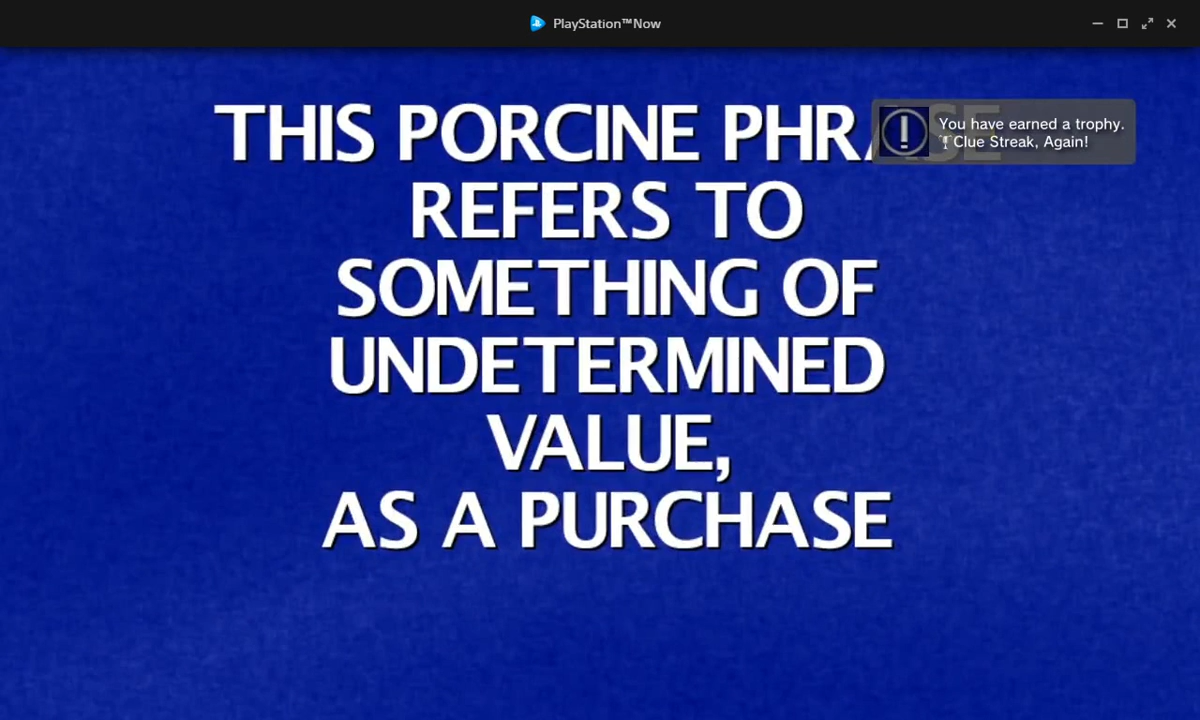 PlayStation™Now
THIS PORCINE PHRASE
You have earned a trophy.
Clue Streak, Again!
REFERS TO
SOMETHING OF
UNDETERMINED
VALUE,
AS A PURCHASE